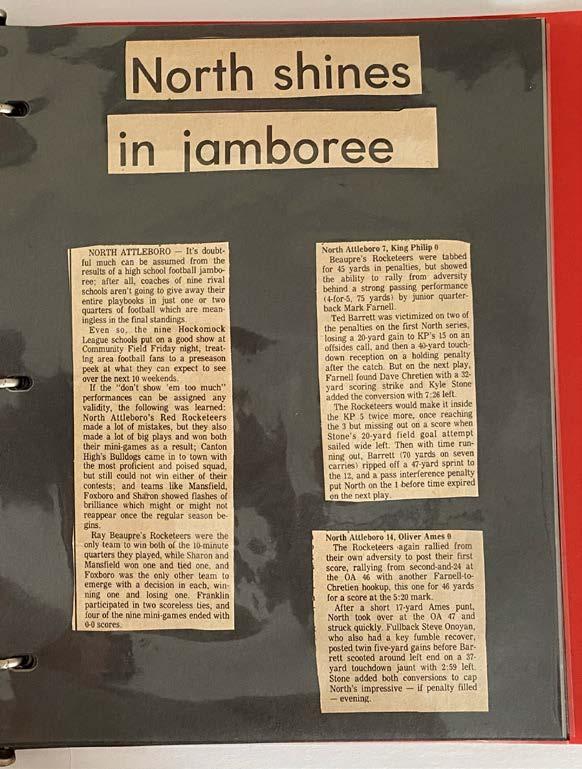 North shines
in jamboree
NORTH ATTLEBORO — It's doubt-
ful much can be assumed from the
results of a high school football jambo-
ree; after all, coaches of nine rival
schools aren't going to give away their
entire playbooks in just one or two
quarters of football which are mean-
ingless in the final standings.
Even so, the nine Hockomock
League schools put on a good show at
Community Field Friday night, treat-
ing area football fans to a preseason
peek at what they can expect to see
over the next 10 weekends.
If the "don't show 'em too much"
performances can be assigned any
validity, the following was learned:
North Attleboro's Red Rocketeers
made a lot of mistakes, but they also
made a lot of big plays and won both
their mini-games as a result; Canton
High's Bulldogs came in to town with
the most proficient and poised squad,
but still could not win either of their
contests; and teams like Mansfield,
Foxboro and Sharon showed flashes of
brilliance which might or might not
reappear once the regular season be-
gins.
Ray Beaupre's Rocketeers were the
only team to win both of the 10-minute
quarters they played, while Sharon and
Mansfield won one and tied one, and
Foxboro was the only other team to
emerge with a decision in each, win-
ning one and losing one. Franklin
participated in two scoreless ties, and
four of the nine mini-games ended with
0-0 scores.
North Attleboro 7, King Philip 0
Beaupre's Rocketeers were tabbed
for 45 yards in penalties, but showed
the ability to rally from adversity
behind a strong passing performance
(4-for-5, 75 yards) by junior quarter-
back Mark Farnell.
Ted Barrett was victimized on two of
the penalties on the first North series,
losing a 20-yard gain to KP's 15 on an
offsides call, and then a 40-yard touch-
down reception on a holding penalty
after the catch. But on the next play,
Farnell found Dave Chretien with a 32-
yard scoring strike and Kyle Stone
added the conversion with 7:26 left.
The Rocketeers would make it inside
the KP 5 twice more, once reaching
the 3 but missing out on a score when
Stone's 20-yard field goal attempt
sailed wide left. Then with time run-
ning out, Barrett (70 yards on seven
carries) ripped off a 47-yard sprint to
the 12, and a pass interference penalty
put North on the 1 before time expired
on the next play.
North Attleboro 14, Oliver Ames 0
The Rocketeers again rallied from
their own adversity to post their first
score, rallying from second-and-24 at
the OA 46 with another Farnell-to-
Chretien hookup, this one for 46 yards
for a score at the 5:20 mark.
After a short 17-yard Ames punt,
North took over at the OA 47 and
struck quickly. Fullback Steve Onoyan,
who also had a key fumble recover,
posted twin five-yard gains before Bar-
rett scooted around left end on a 37-
yard touchdown jaunt with 2:59 left.
Stone added both conversions to cap
North's impressive — if penalty filled
— evening.